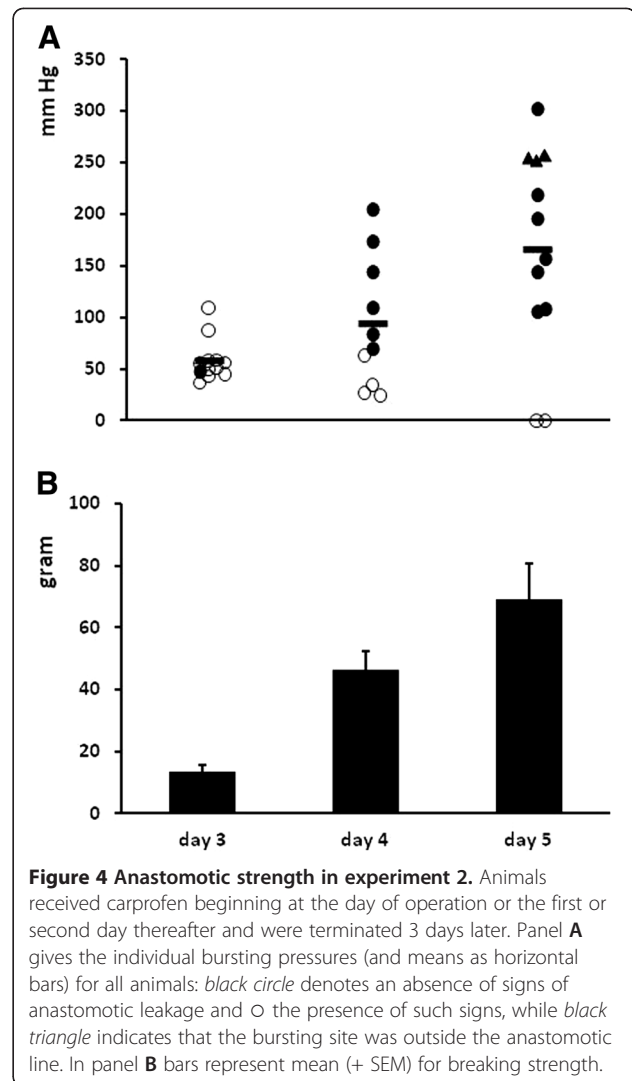 A
mm Hg
350
300
250
200
150
100
50
0
B
gram
100
80
60
40
20
0
day 3 day 4 day 5
Figure 4 Anastomotic strength in experiment 2. Animals
received carprofen beginning at the day of operation or the first or
second day thereafter and were terminated 3 days later. Panel A
gives the individual bursting pressures (and means as horizontal
bars) for all animals: black circle denotes an absence of signs of
anastomotic leakage and O the presence of such signs, while black
triangle indicates that the bursting site was outside the anastomotic
line. In panel B bars represent mean (+ SEM) for breaking strength.